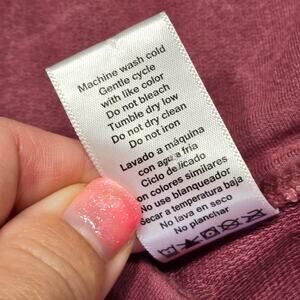 Machine wash cold
Gentle cycle
with like color
Do not bleach
Tumble dry low
Do not dry clean
Do not iron
Lavado a máquina
con agua fria
Ciclo delicado
on colores similares
No use blanqueador
Secar a temperatura baja
No lava en seco
No planchar